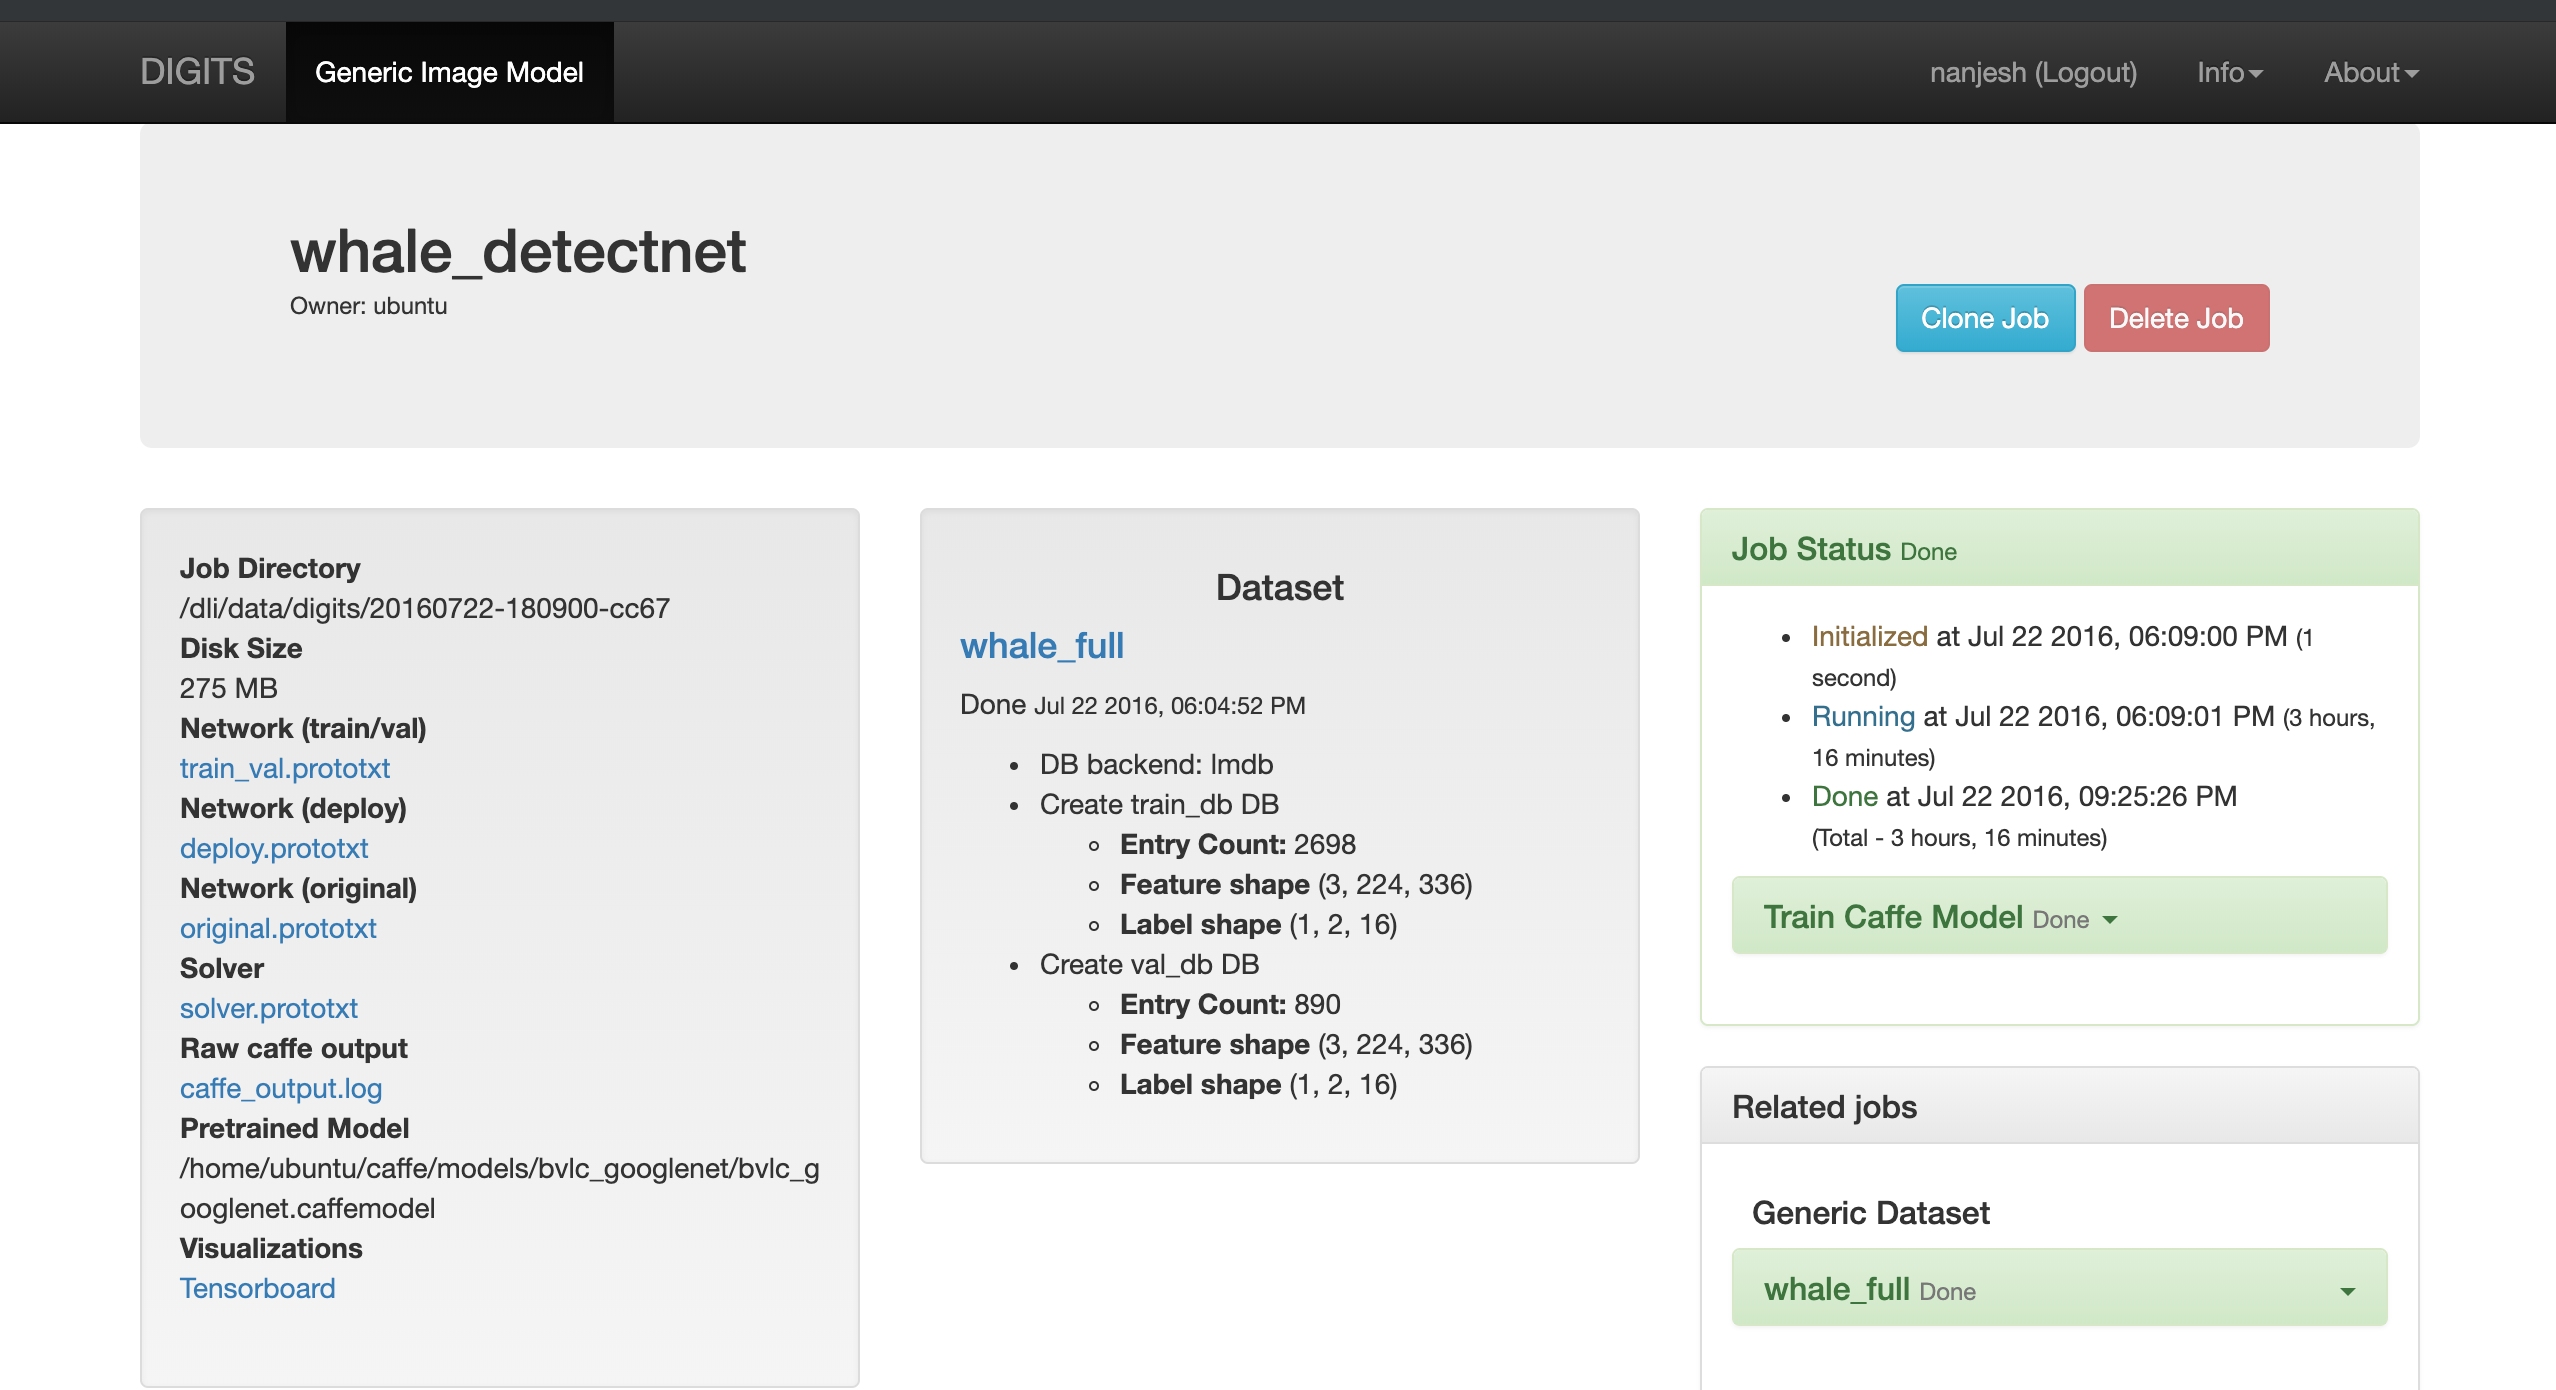 DIGITS Generic Image Model nanjesh (Logout) Info About
whale_detectnet
Owner: ubuntu
Clone Job Delete Job
Job Directory
/dli/data/digits/20160722-180900-cc67
Disk Size
275 MB
Network (train/val)
train_val.prototxt
Network (deploy)
deploy.prototxt
Network (original)
original.prototxt
Solver
solver.prototxt
Raw caffe output
caffe_output.log
Pretrained Model
/home/ubuntu/caffe/models/bvlc_googlenet/bvlc_g
ooglenet.caffemodel
Visualizations
Tensorboard
Dataset
whale_full
Done Jul 22 2016, 06:04:52 PM
DB backend: lmdb
Create train_db DB
Entry Count: 2698
Feature shape (3, 224, 336)
Label shape (1, 2, 16)
Create val_db DB
Entry Count: 890
Feature shape (3, 224, 336)
Label shape (1, 2, 16)
Job Status Done
Initialized at Jul 22 2016, 06:09:00 PM (1
second)
Running at Jul 22 2016, 06:09:01 PM (3 hours,
16 minutes)
Done at Jul 22 2016, 09:25:26 PM
(Total - 3 hours, 16 minutes)
Train Caffe Model Done
Related jobs
Generic Dataset
whale_full Done